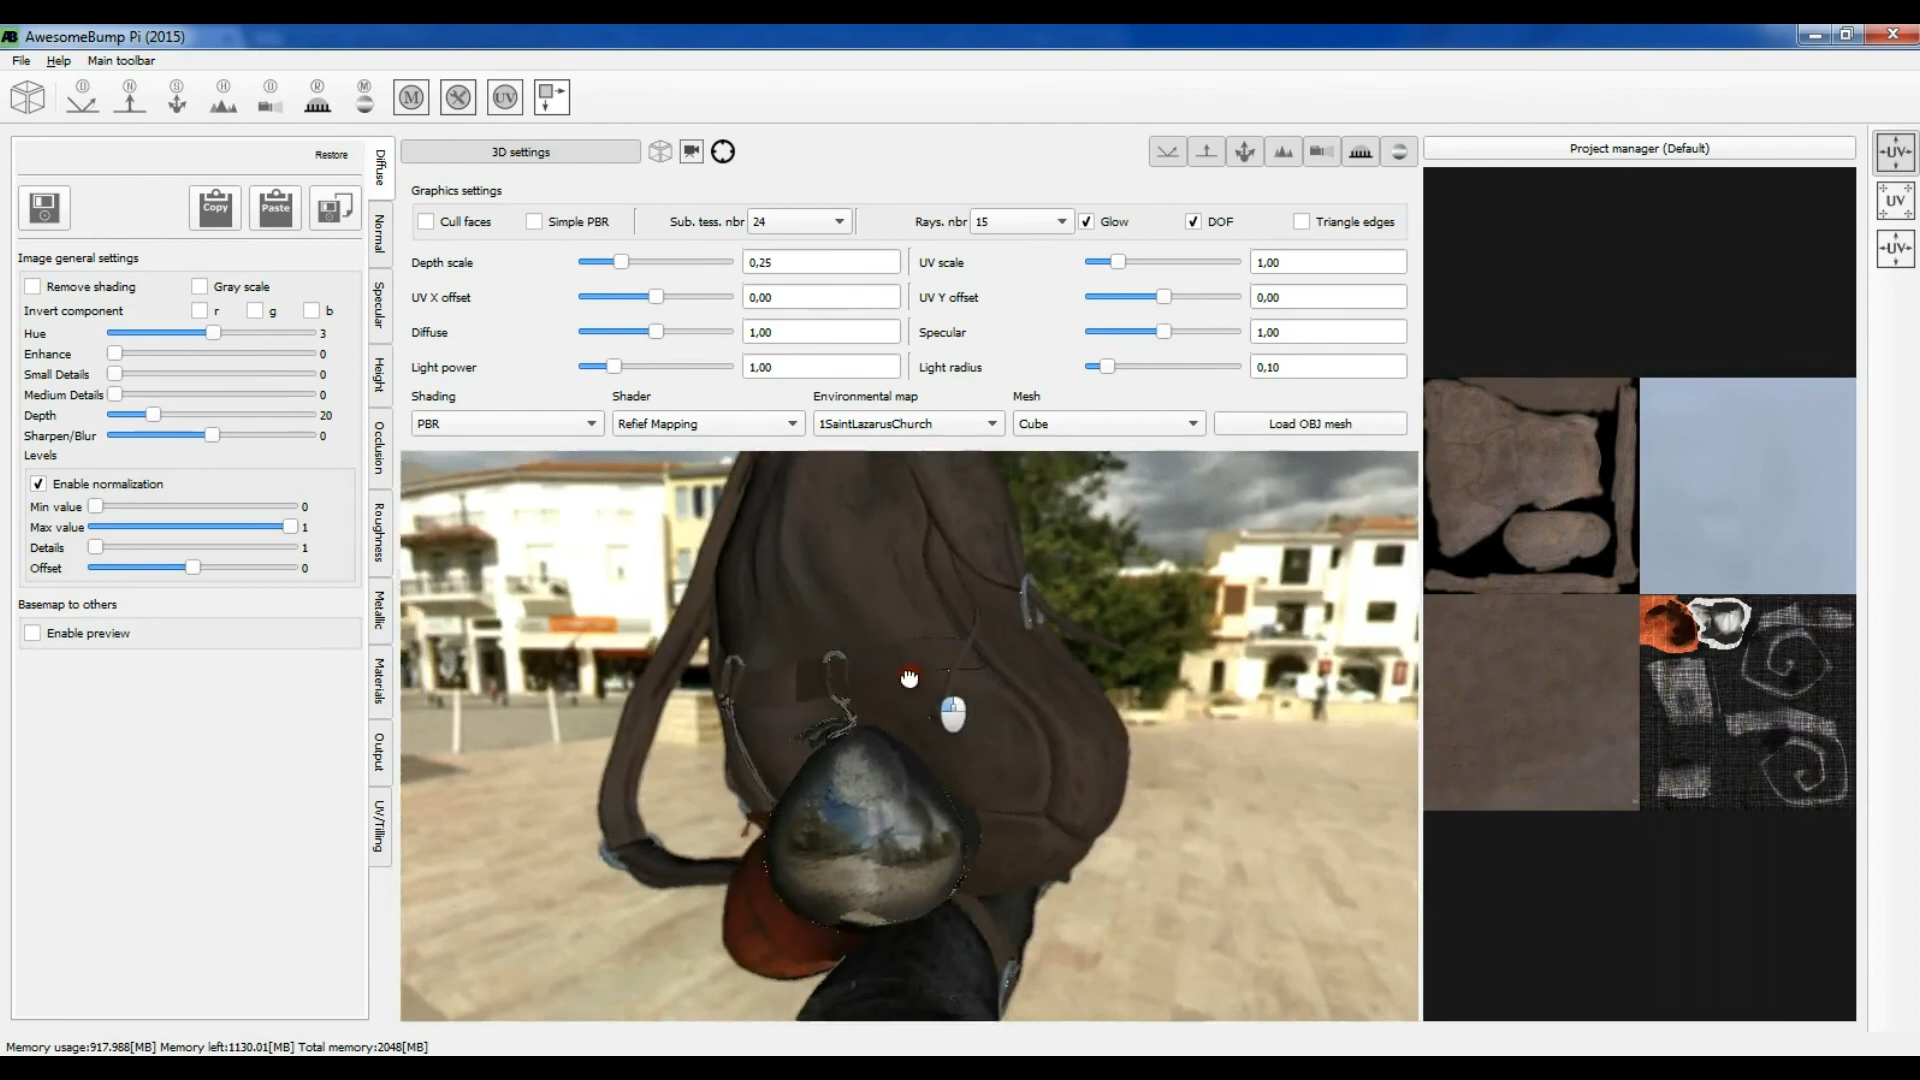 AB AwesomeBump Pi (2015)
File Help Main toolbar
D N S H O R M
M UV
Restore
Copy Paste
Image general settings
Remove shading Gray scale
Invert component r g b
Hue 3
Enhance 0
Small Details 0
Medium Details 0
Depth 20
Sharpen/Blur 0
Levels
Enable normalization
Min value 0
Max value 1
Details 1
Offset 0
Basemap to others
Enable preview
Diffuse
Normal
Specular
Height
Occlusion
Roughness
Metallic
Materials
Output
UV/Tilling
3D settings
Graphics settings
Cull faces Simple PBR Sub. tess. nbr 24 Rays. nbr 15 Glow DOF Triangle edges
Depth scale 0,25 UV scale 1,00
UV X offset 0,00 UV Y offset 0,00
Diffuse 1,00 Specular 1,00
Light power 1,00 Light radius 0,10
Shading Shader Environmental map Mesh
PBR Refief Mapping 1SaintLazarusChurch Cube Load OBJ mesh
Project manager (Default)
UV
UV
UV
Memory usage:917.988[MB] Memory left:1130.01[MB] Total memory:2048[MB]